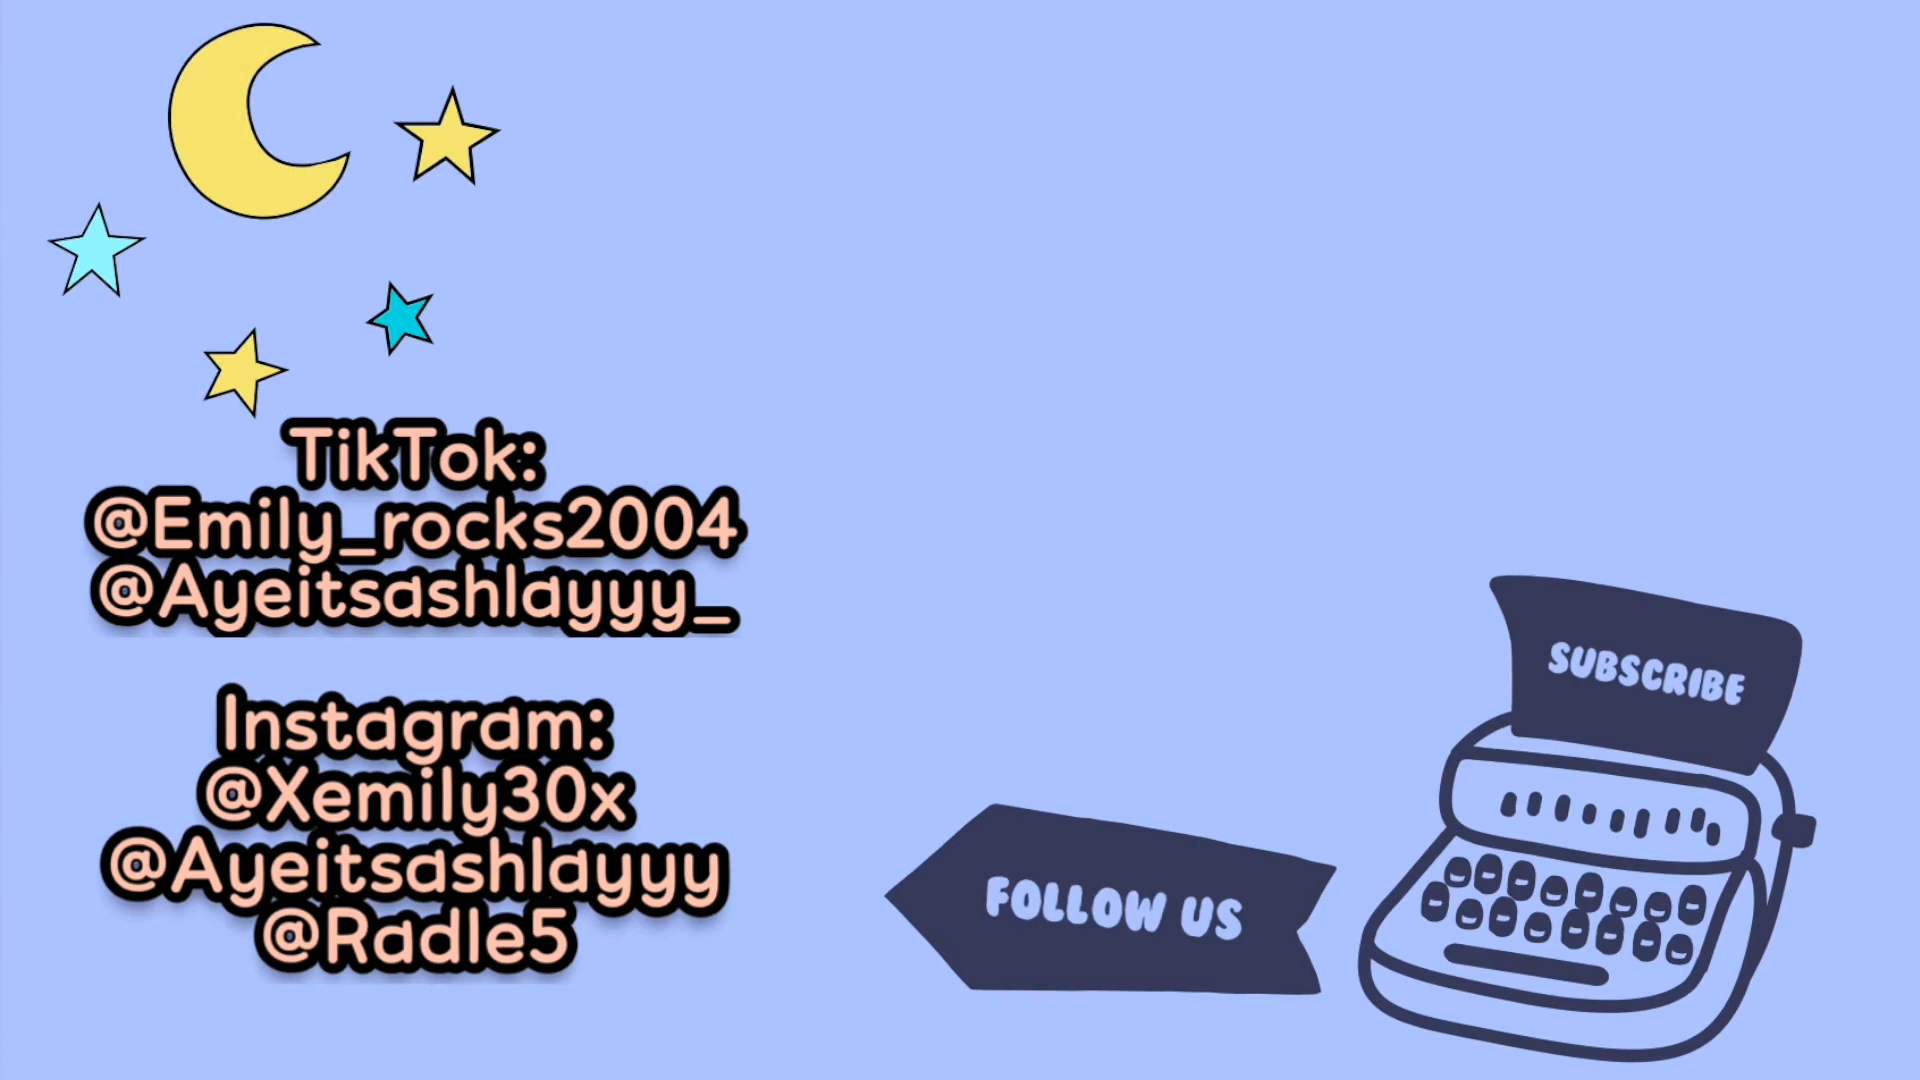 TikTok:
@Emily_rocks2004
@Ayeitsashlayyy_
Instagram:
@Xemily30x
@Ayeitsashlayyy
@Radle5
FOLLOW US
SUBSCRIBE